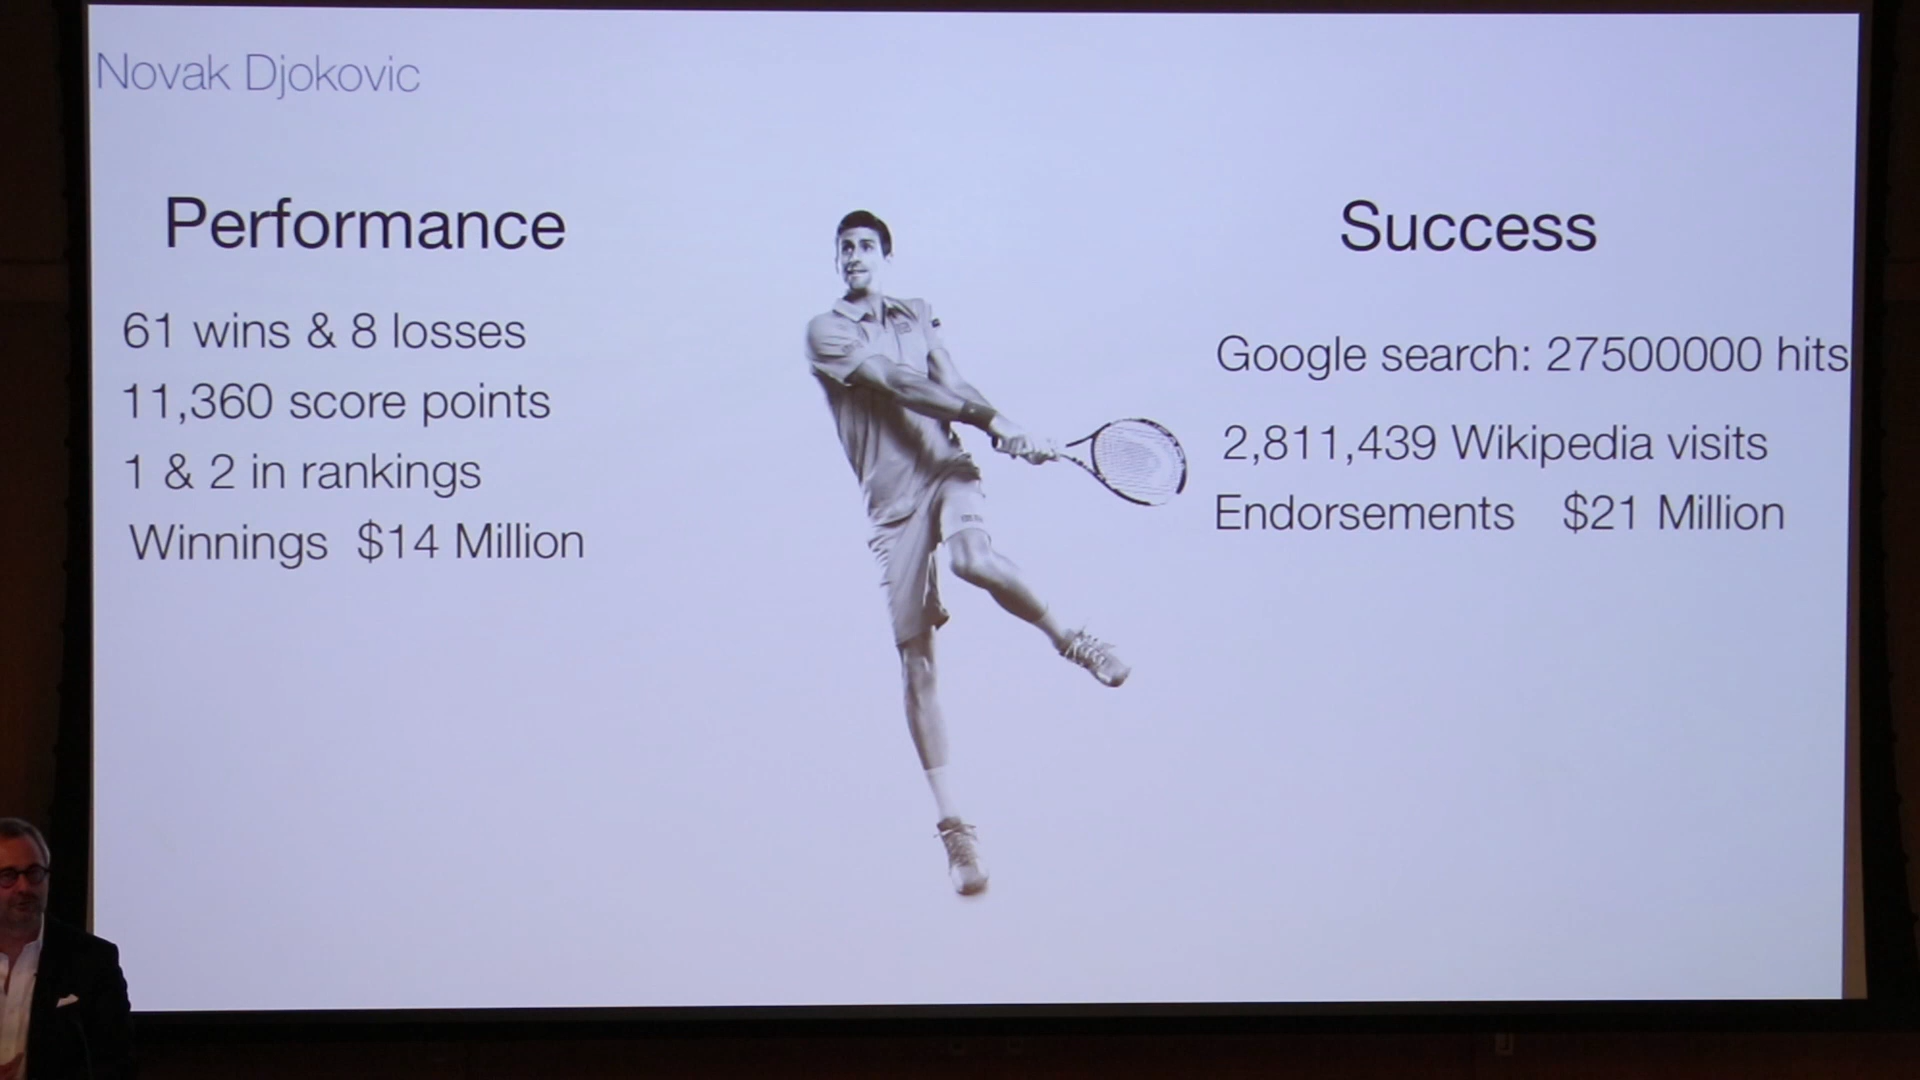 Novak Djokovic
Performance
61 wins & 8 losses
11,360 score points
1 & 2 in rankings
Winnings $14 Million
Success
Google search: 27500000 hits
2,811,439 Wikipedia visits
Endorsements $21 Million